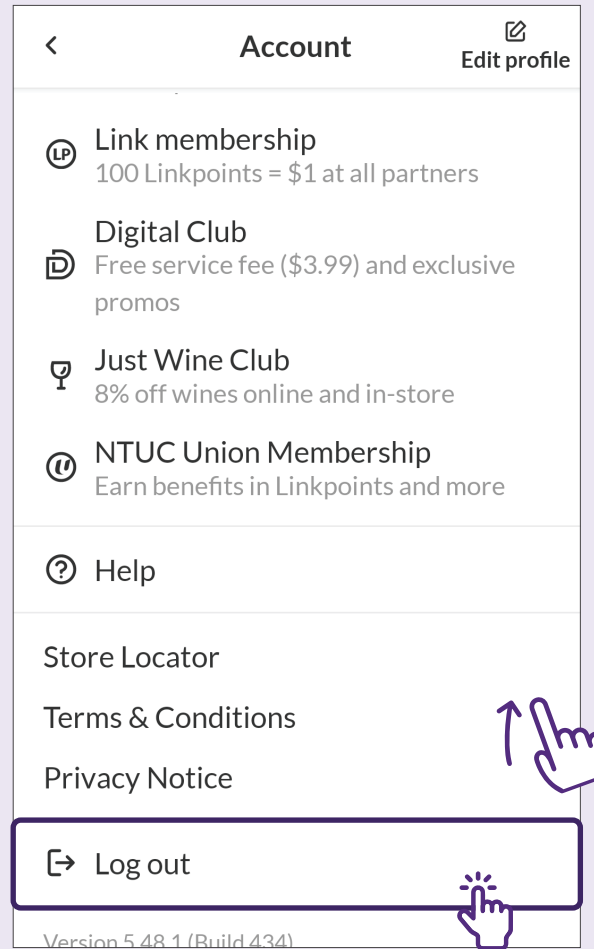 Account
Edit profile
LP
Link membership
100 Linkpoints = $1 at all partners
Digital Club
Free service fee ($3.99) and exclusive
promos
Just Wine Club
8% off wines online and in-store
NTUC Union Membership
Earn benefits in Linkpoints and more
? Help
Store Locator
Terms & Conditions
Privacy Notice
Log out
Version 5.48.1 (Build 434)